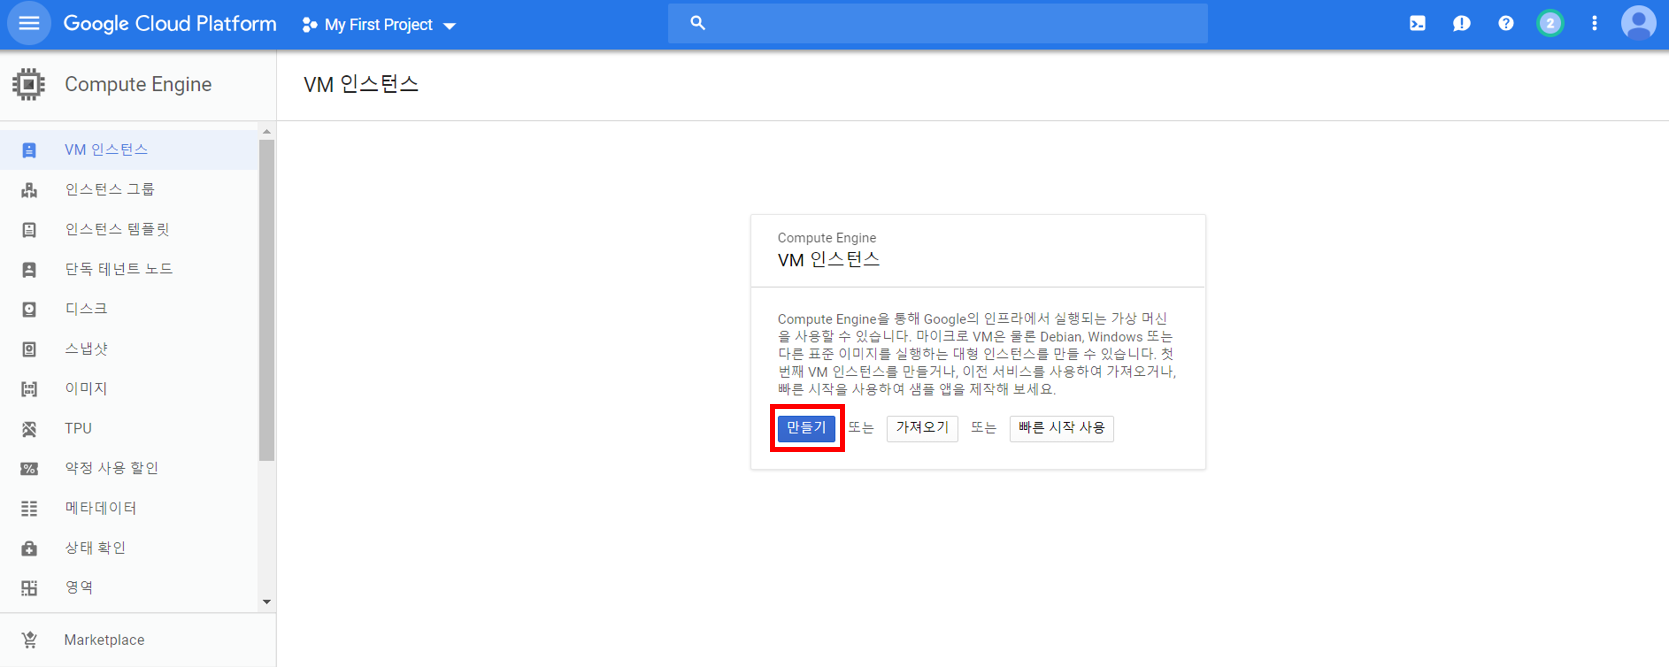 Google Cloud Platform
My First Project
2
Compute Engine
VM 인스턴스
VM 인스턴스
인스턴스 그룹
인스턴스 템플릿
단독 테넌트 노드
디스크
스냅샷
이미지
TPU
약정 사용 할인
메타데이터
상태 확인
영역
Marketplace
Compute Engine
VM 인스턴스
Compute Engine을 통해 Google의 인프라에서 실행되는 가상 머신
을 사용할 수 있습니다. 마이크로 VM은 물론 Debian, Windows 또는
다른 표준 이미지를 실행하는 대형 인스턴스를 만들 수 있습니다. 첫
번째 VM 인스턴스를 만들거나, 이전 서비스를 사용하여 가져오거나,
빠른 시작을 사용하여 샘플 앱을 제작해 보세요.
만들기 또는 가져오기 또는 빠른 시작 사용